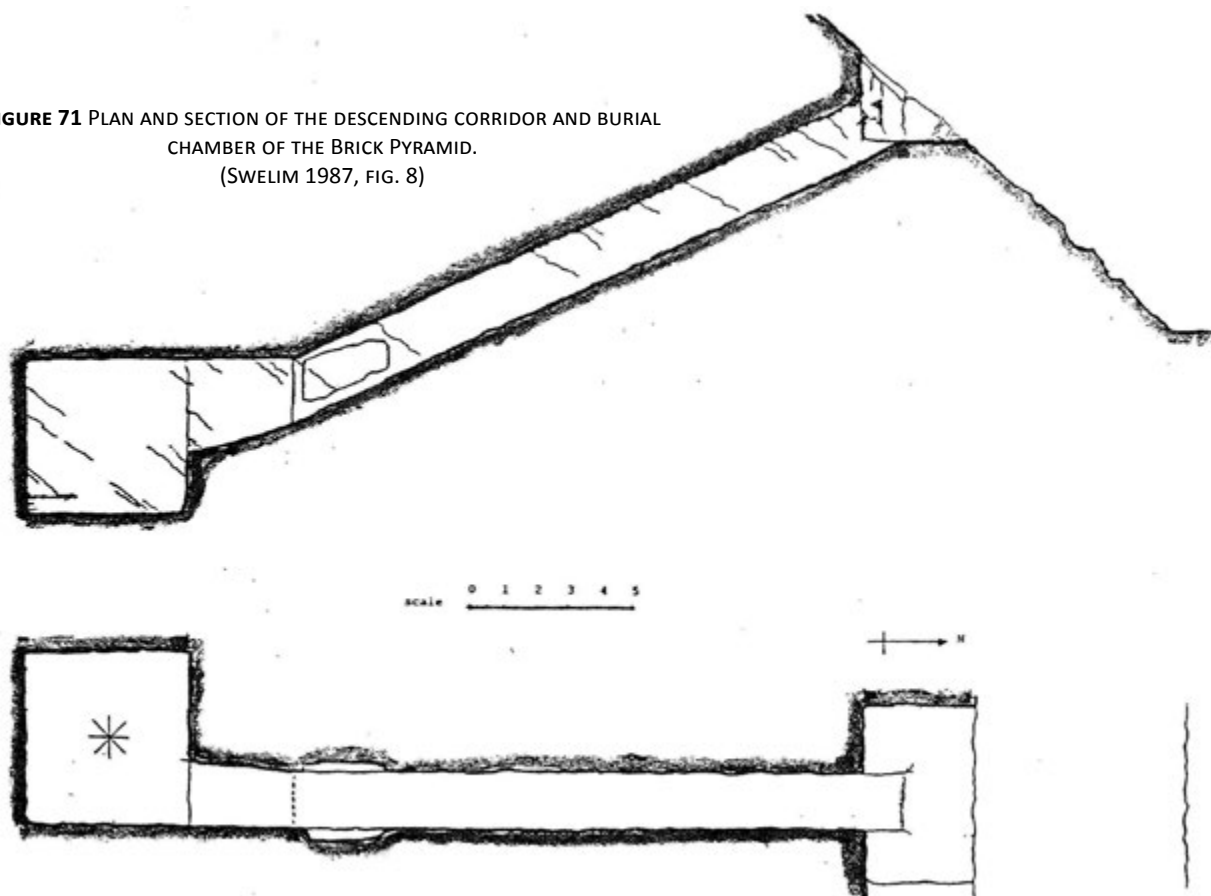 IGURE 71 PLAN AND SECTION OF THE DESCENDING CORRIDOR AND BURIAL
CHAMBER OF THE BRICK PYRAMID.
(SWELIM 1987, FIG. 8)
scale 0 1 2 3 4 5
N